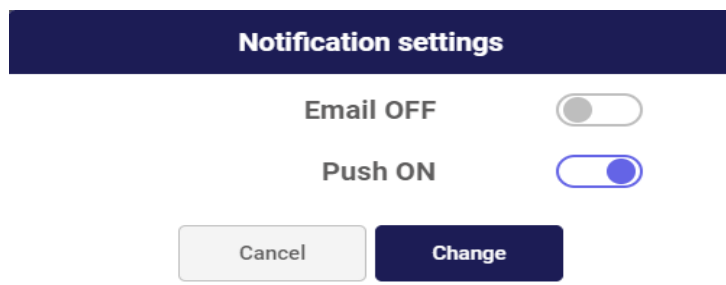 Notification settings
Email OFF
Push ON
Cancel Change